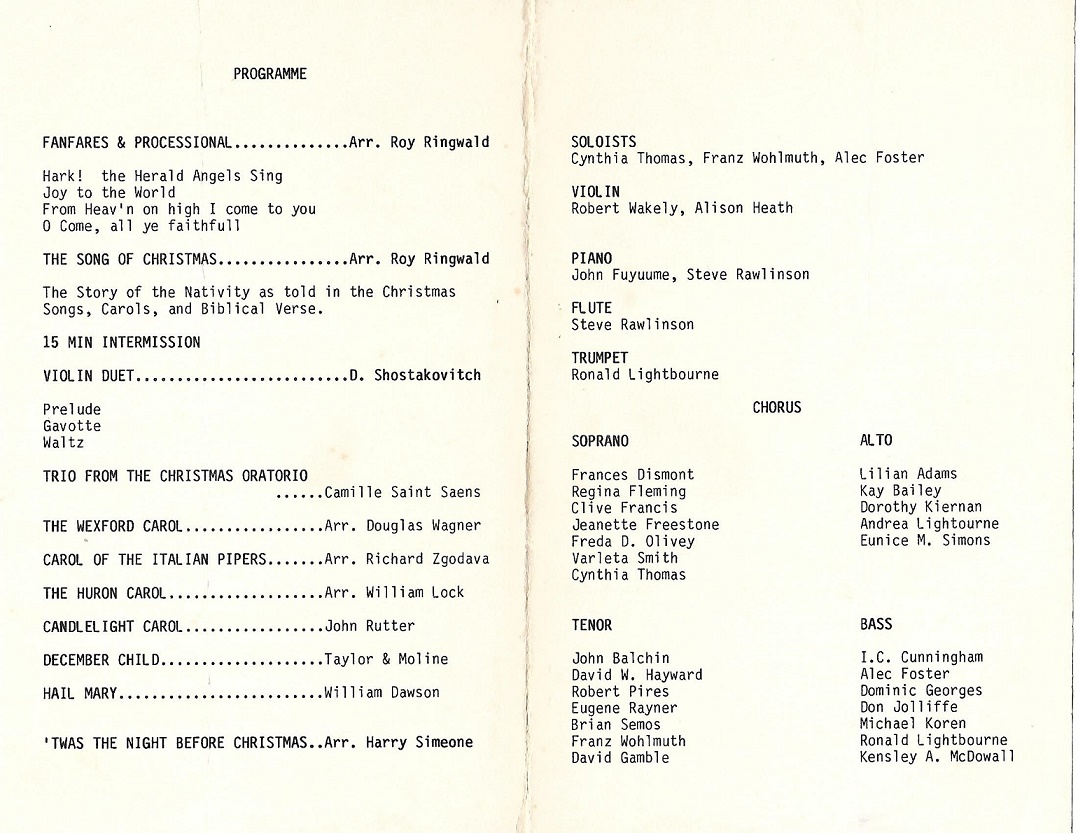 PROGRAMME
FANFARES & PROCESSIONAL..............Arr. Roy Ringwald
Hark!  the Herald Angels Sing
Joy to the World
From Heav'n on high I come to you
O Come, all ye faithfull
THE SONG OF CHRISTMAS................Arr. Roy Ringwald
The Story of the Nativity as told in the Christmas
Songs, Carols, and Biblical Verse.
15 MIN INTERMISSION
VIOLIN DUET..........................D. Shostakovitch
Prelude
Gavotte
Waltz
TRIO FROM THE CHRISTMAS ORATORIO
......Camille Saint Saens
THE WEXFORD CAROL.................Arr. Douglas Wagner
CAROL OF THE ITALIAN PIPERS.......Arr. Richard Zgodava
THE HURON CAROL...................Arr. William Lock
CANDLELIGHT CAROL.................John Rutter
DECEMBER CHILD....................Taylor & Moline
HAIL MARY.........................William Dawson
'TWAS THE NIGHT BEFORE CHRISTMAS..Arr. Harry Simeone
SOLOISTS
Cynthia Thomas, Franz Wohlmuth, Alec Foster
VIOLIN
Robert Wakely, Alison Heath
PIANO
John Fuyuume, Steve Rawlinson
FLUTE
Steve Rawlinson
TRUMPET
Ronald Lightbourne
CHORUS
SOPRANO
Frances Dismont
Regina Fleming
Clive Francis
Jeanette Freestone
Freda D. Olivey
Varleta Smith
Cynthia Thomas
ALTO
Lilian Adams
Kay Bailey
Dorothy Kiernan
Andrea Lightourne
Eunice M. Simons
TENOR
John Balchin
David W. Hayward
Robert Pires
Eugene Rayner
Brian Semos
Franz Wohlmuth
David Gamble
BASS
I.C. Cunningham
Alec Foster
Dominic Georges
Don Jolliffe
Michael Koren
Ronald Lightbourne
Kensley A. McDowall